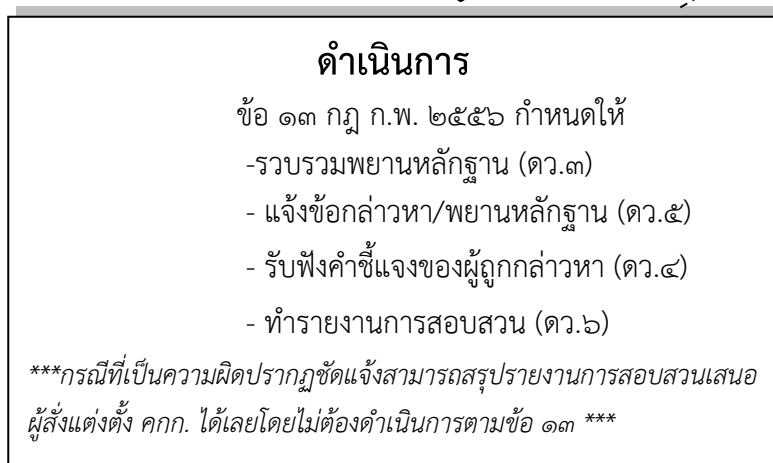 ดำเนินการ
ข้อ ๑๓ กฎ ก.พ. ๒๕๕๖ กำหนดให้
-รวบรวมพยานหลักฐาน (ดว.๓)
- แจ้งข้อกล่าวหา/พยานหลักฐาน (ดว.๕)
- รับฟังคำชี้แจงของผู้ถูกกล่าวหา (ดว.๔)
- ทำรายงานการสอบสวน (ดว.๖)
***กรณีที่เป็นความผิดปรากฏชัดแจ้งสามารถสรุปรายงานการสอบสวนเสนอ
ผู้สั่งแต่งตั้ง คกก. ได้เลยโดยไม่ต้องดำเนินการตามข้อ ๑๓ ***